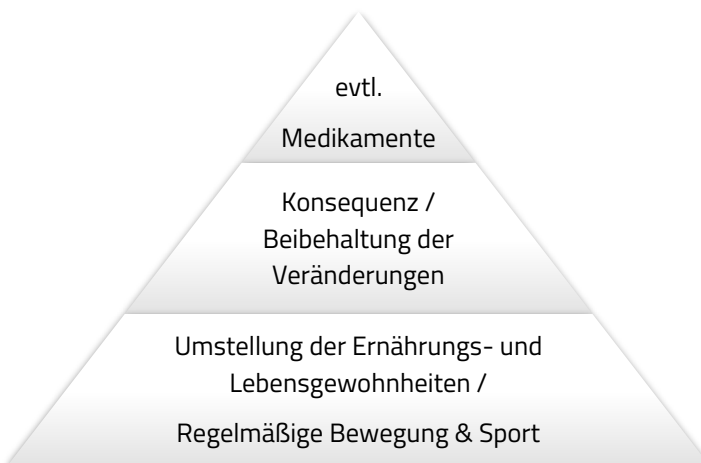 evtl.
Medikamente
Konsequenz /
Beibehaltung der
Veränderungen
Umstellung der Ernährungs- und
Lebensgewohnheiten /
Regelmäßige Bewegung & Sport